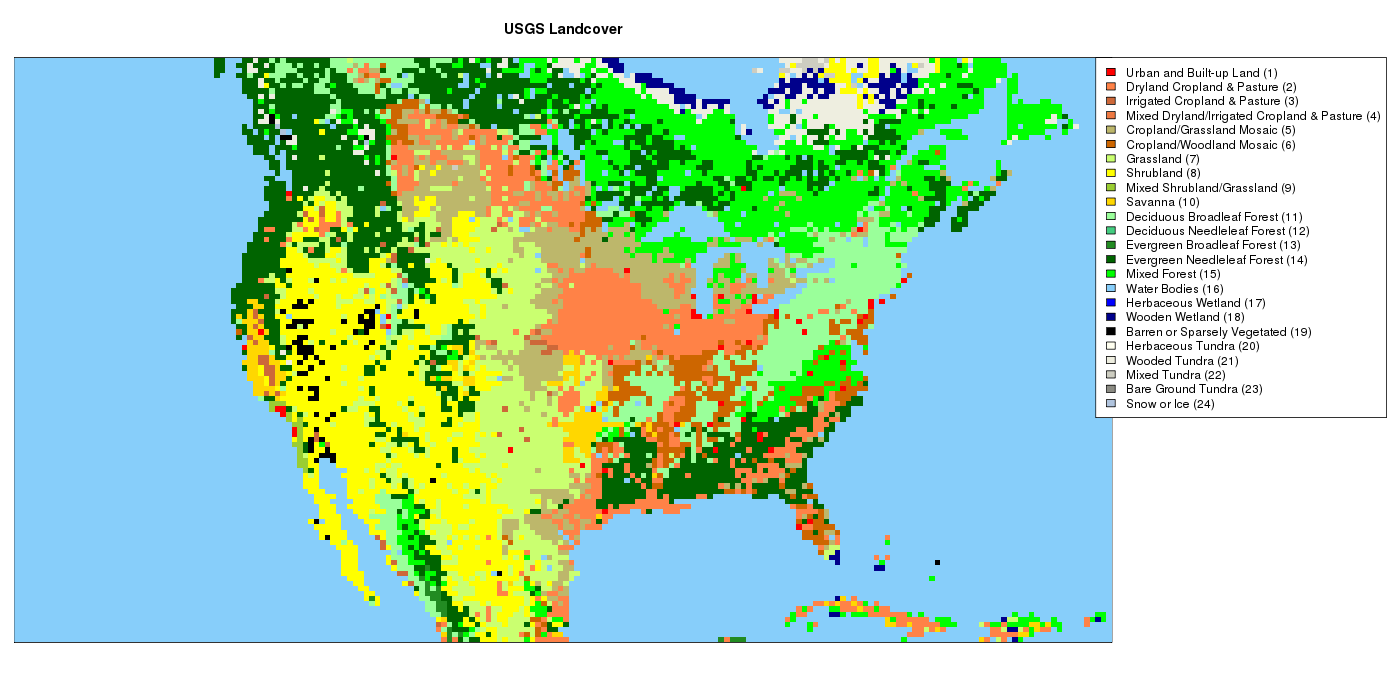 USGS Landcover
Urban and Built-up Land (1)
Dryland Cropland & Pasture (2)
Irrigated Cropland & Pasture (3)
Mixed Dryland/Irrigated Cropland & Pasture (4)
Cropland/Grassland Mosaic (5)
Cropland/Woodland Mosaic (6)
Grassland (7)
Shrubland (8)
Mixed Shrubland/Grassland (9)
Savanna (10)
Deciduous Broadleaf Forest (11)
Deciduous Needleleaf Forest (12)
Evergreen Broadleaf Forest (13)
Evergreen Needleleaf Forest (14)
Mixed Forest (15)
Water Bodies (16)
Herbaceous Wetland (17)
Wooden Wetland (18)
Barren or Sparsely Vegetated (19)
Herbaceous Tundra (20)
Wooded Tundra (21)
Mixed Tundra (22)
Bare Ground Tundra (23)
Snow or Ice (24)